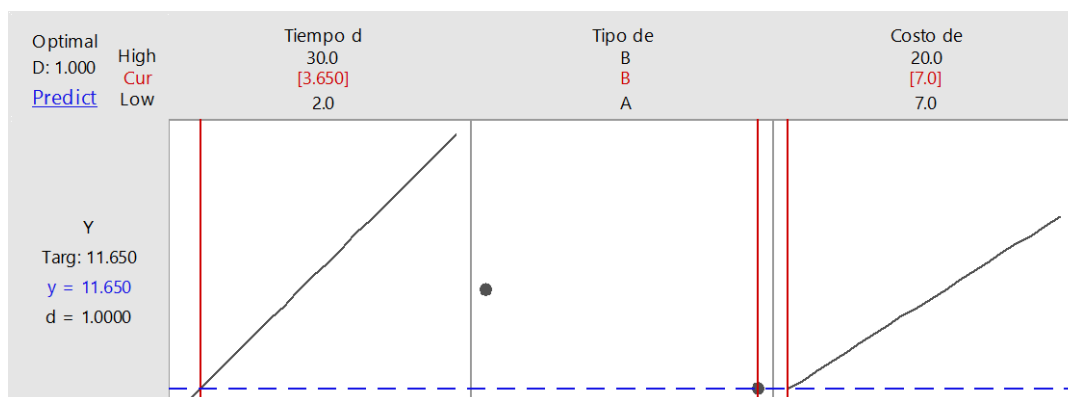 Optimal
D: 1.000
Predict
High
Cur
Low
Tiempo d
30.0
[3.650]
2.0
Tipo de
B
B
A
Costo de
20.0
[7.0]
7.0
Y
Targ: 11.650
y = 11.650
d = 1.0000